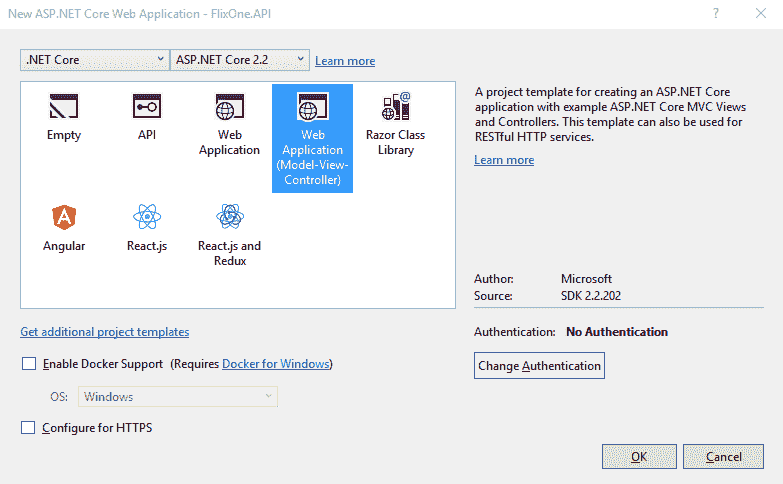 New ASP.NET Core Web Application - FlixOne.API
? ×
.NET Core ASP.NET Core 2.2 Learn more
Empty
API
Web
Application
Web
Application
(Model-View-
Controller)
Razor Class
Library
Angular
React.js
React.js and
Redux
A project template for creating an ASP.NET Core
application with example ASP.NET Core MVC Views
and Controllers. This template can also be used for
RESTful HTTP services.
Learn more
Author: Microsoft
Source: SDK 2.2.202
Get additional project templates
Authentication: No Authentication
Change Authentication
Enable Docker Support (Requires Docker for Windows)
OS: Windows
Configure for HTTPS
OK
Cancel